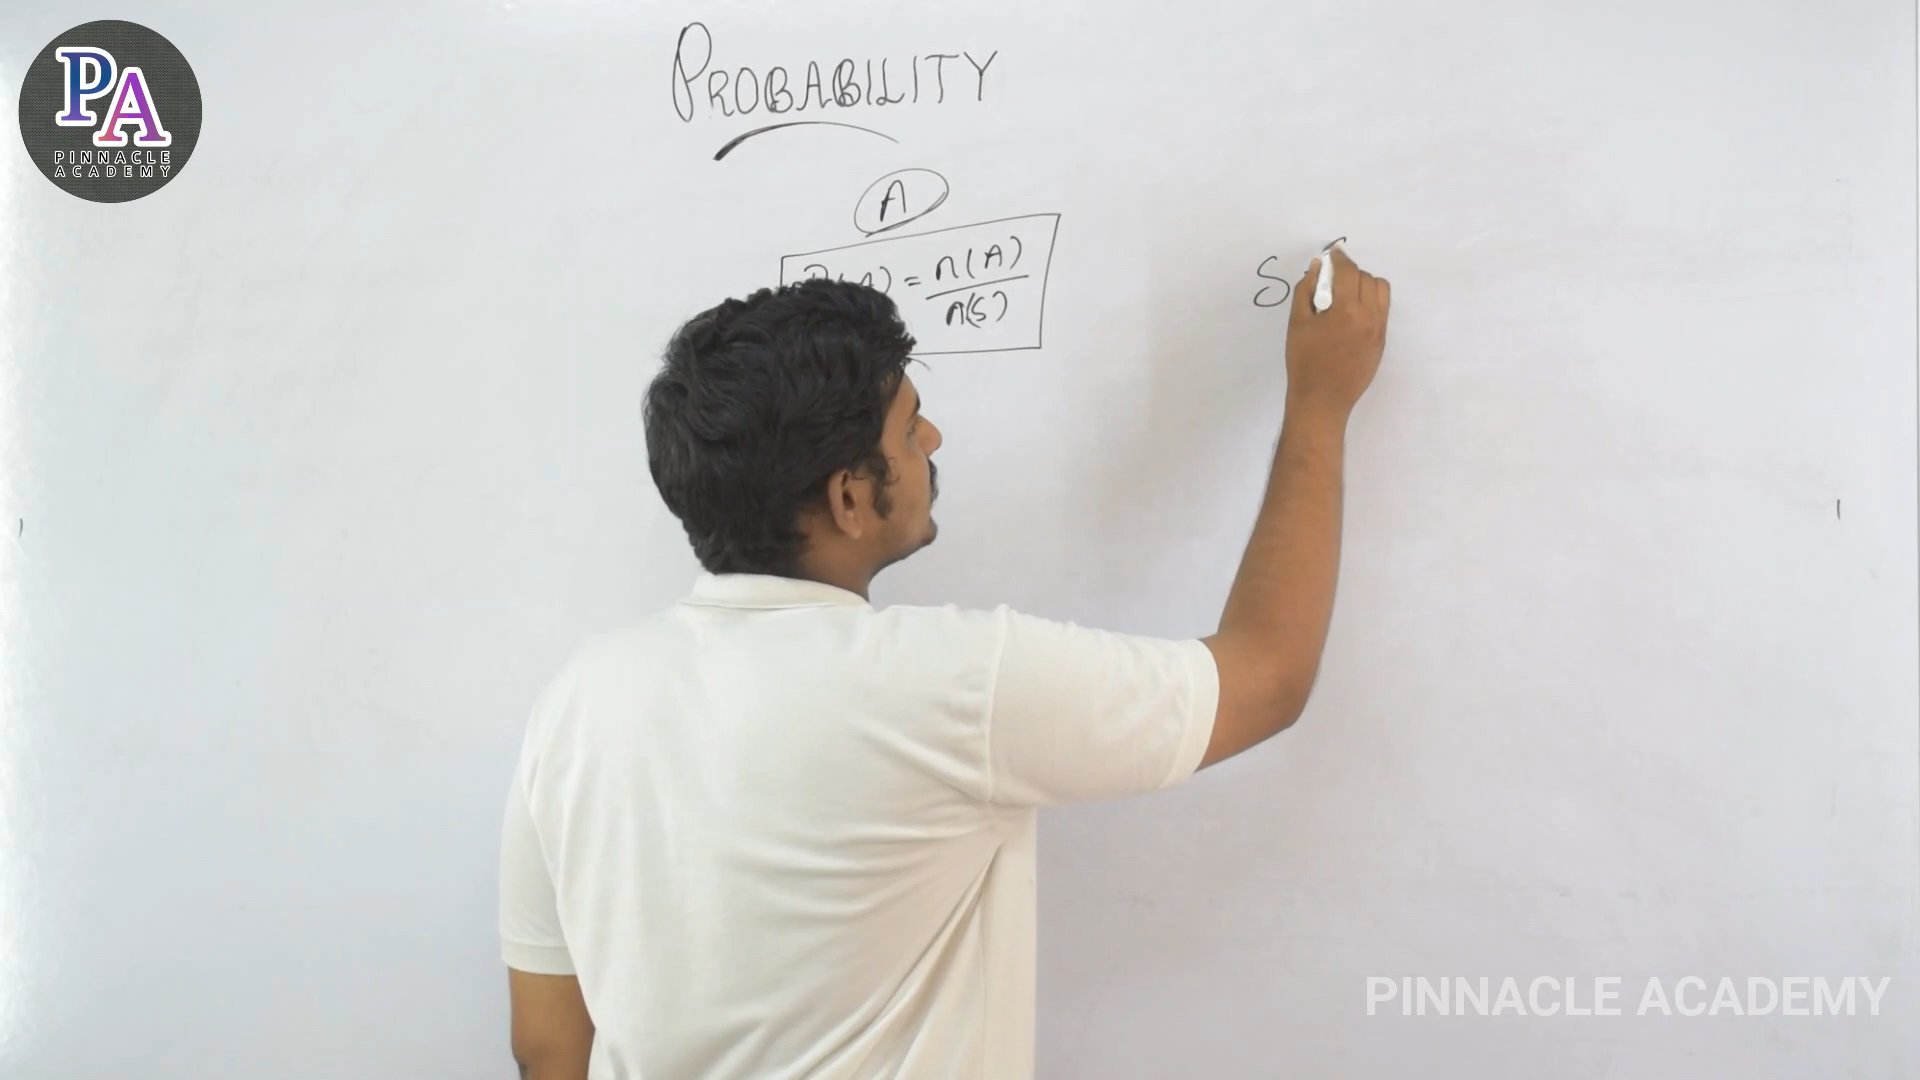 PA
PINNACLE
ACADEMY
PROBABILITY
A
= n(A)
n(S)
S
PINNACLE ACADEMY